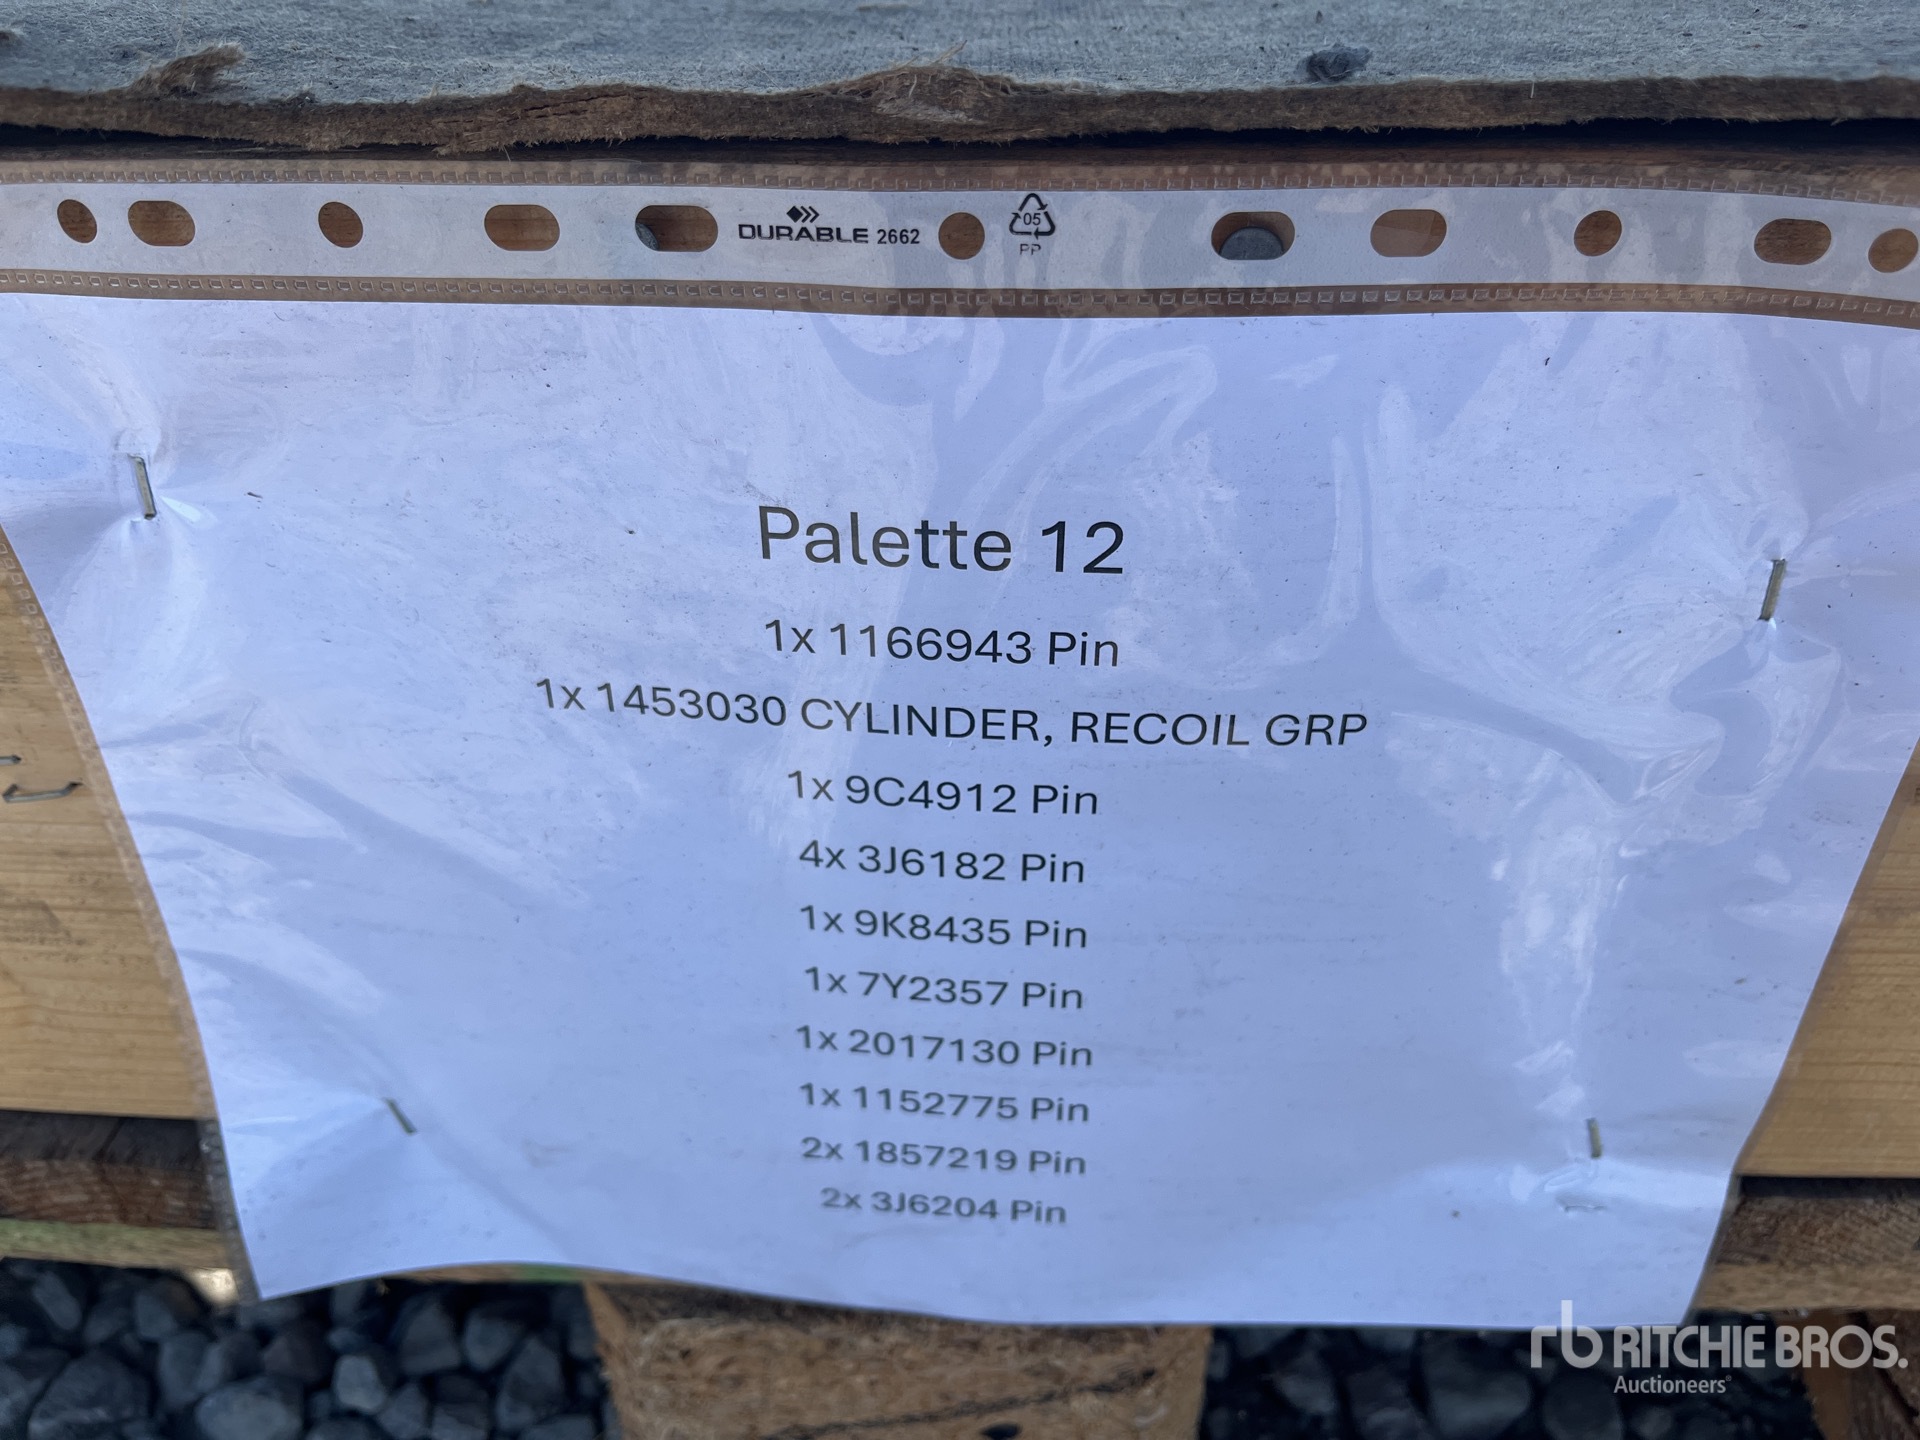 DURABLE 2662
05
PP
Palette 12
1x 1166943 Pin
1x 1453030 CYLINDER, RECOIL GRP
1x 9C4912 Pin
4x 3J6182 Pin
1x 9K8435 Pin
1x 7Y2357 Pin
1x 2017130 Pin
1x 1152775 Pin
2x 1857219 Pin
2x 3J6204 Pin
rb RITCHIE BROS.
Auctioneers